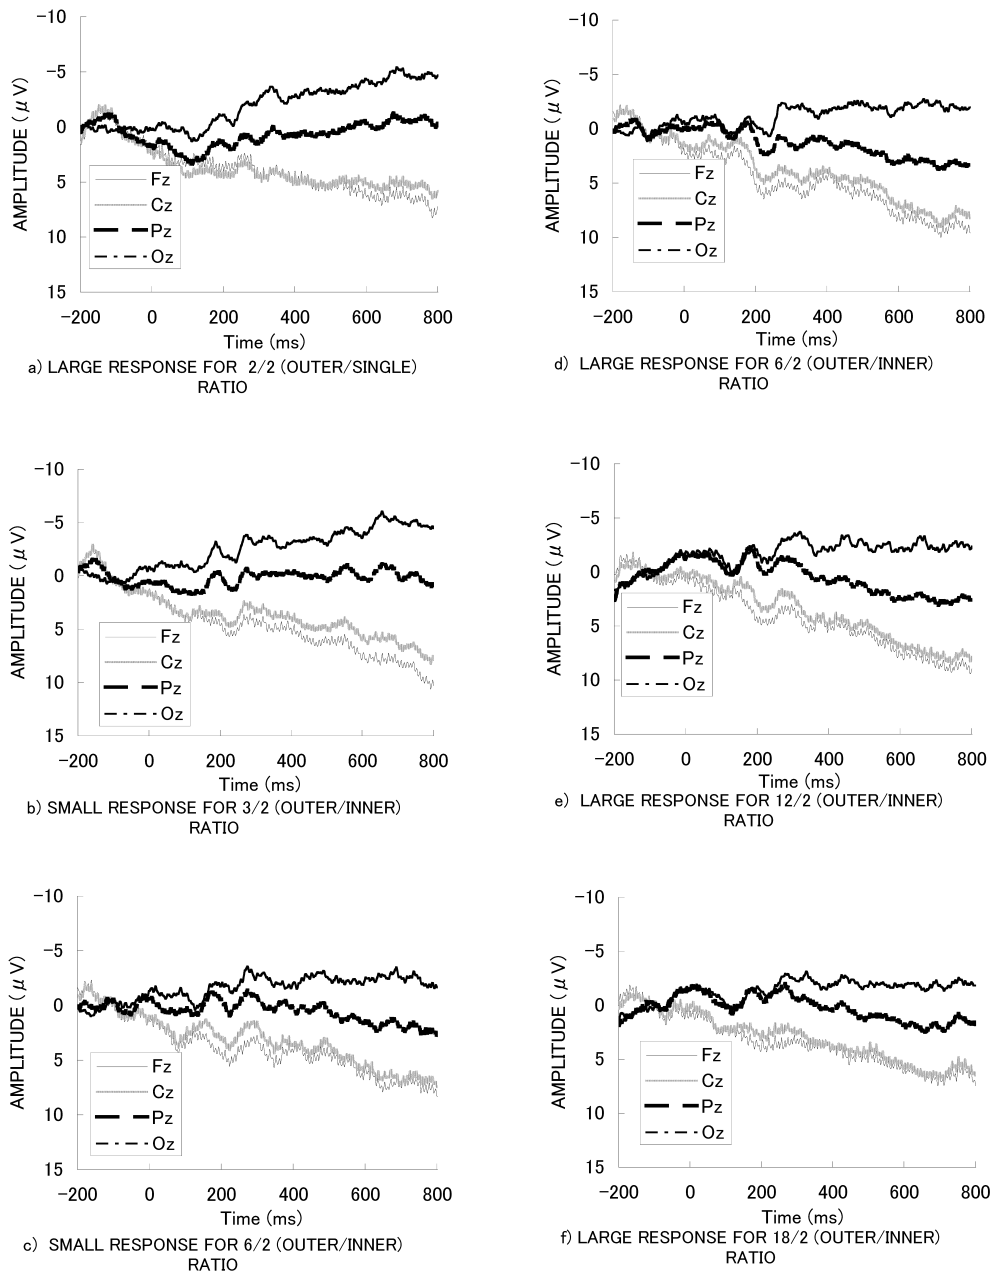 -10
-5
0
5
10
15
AMPLITUDE (μV)
Fz
Cz
Pz
Oz
-200 0 200 400 600 800
Time (ms)
a) LARGE RESPONSE FOR 2/2 (OUTER/SINGLE)
RATIO
-10
-5
0
5
10
15
AMPLITUDE (μV)
Fz
Cz
Pz
Oz
-200 0 200 400 600 800
Time (ms)
d) LARGE RESPONSE FOR 6/2 (OUTER/INNER)
RATIO
-10
-5
0
5
10
15
AMPLITUDE (μV)
Fz
Cz
Pz
Oz
-200 0 200 400 600 800
Time (ms)
b) SMALL RESPONSE FOR 3/2 (OUTER/INNER)
RATIO
-10
-5
0
5
10
15
AMPLITUDE (μV)
Fz
Cz
Pz
Oz
-200 0 200 400 600 800
Time (ms)
e) LARGE RESPONSE FOR 12/2 (OUTER/INNER)
RATIO
-10
-5
0
5
10
15
AMPLITUDE (μV)
Fz
Cz
Pz
Oz
-200 0 200 400 600 800
Time (ms)
c) SMALL RESPONSE FOR 6/2 (OUTER/INNER)
RATIO
-10
-5
0
5
10
15
AMPLITUDE (μV)
Fz
Cz
Pz
Oz
-200 0 200 400 600 800
Time (ms)
f) LARGE RESPONSE FOR 18/2 (OUTER/INNER)
RATIO